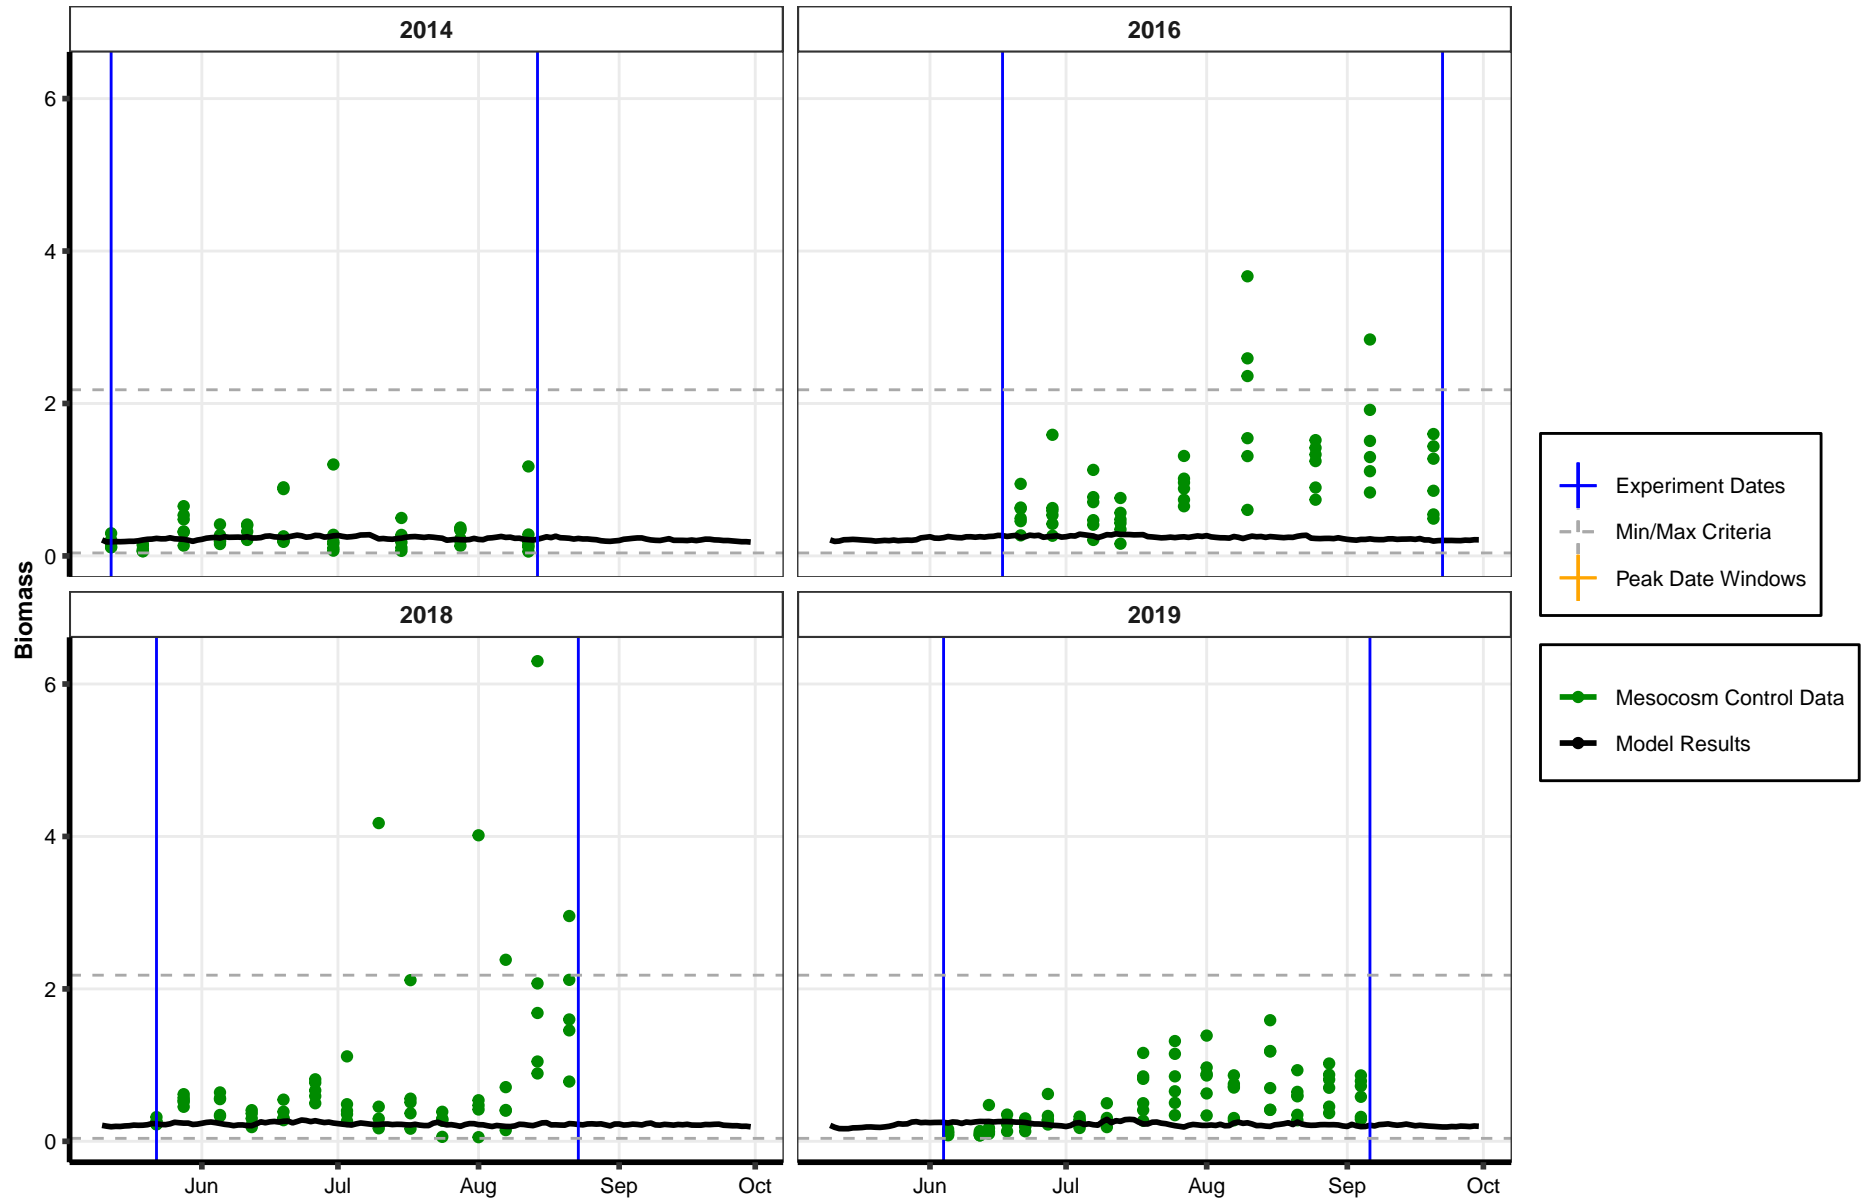 2014
2016
6
4
2
0
Biomass
2018
2019
6
4
2
0
Jun Jul Aug Sep Oct
Jun Jul Aug Sep Oct
Experiment Dates
Min/Max Criteria
Peak Date Windows
Mesocosm Control Data
Model Results